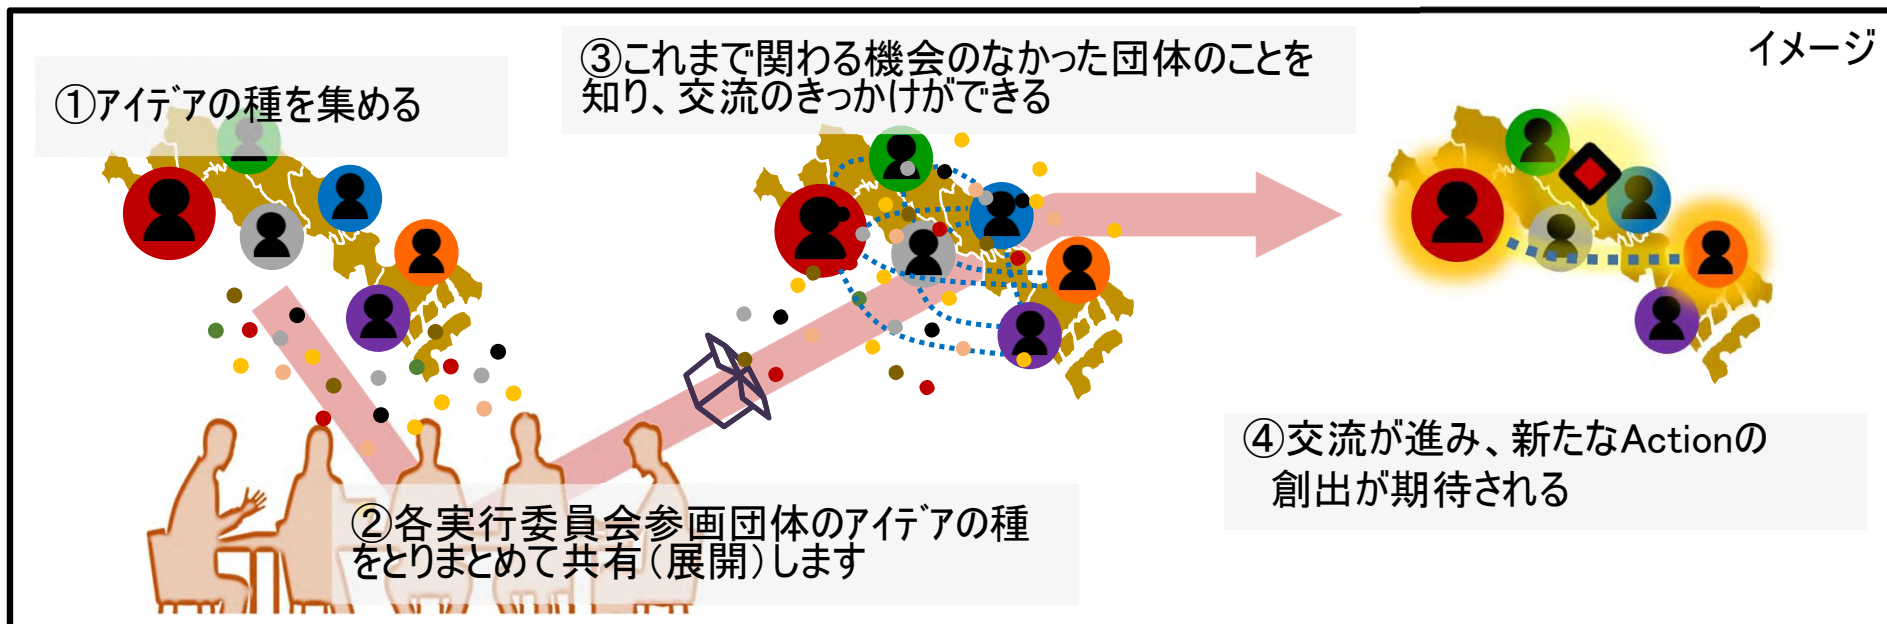 イメージ
①アイデアの種を集める
②各実行委員会参画団体のアイデアの種
をとりまとめて共有（展開）します
③これまで関わる機会のなかった団体のことを
知り、交流のきっかけができる
④交流が進み、新たなActionの
創出が期待される